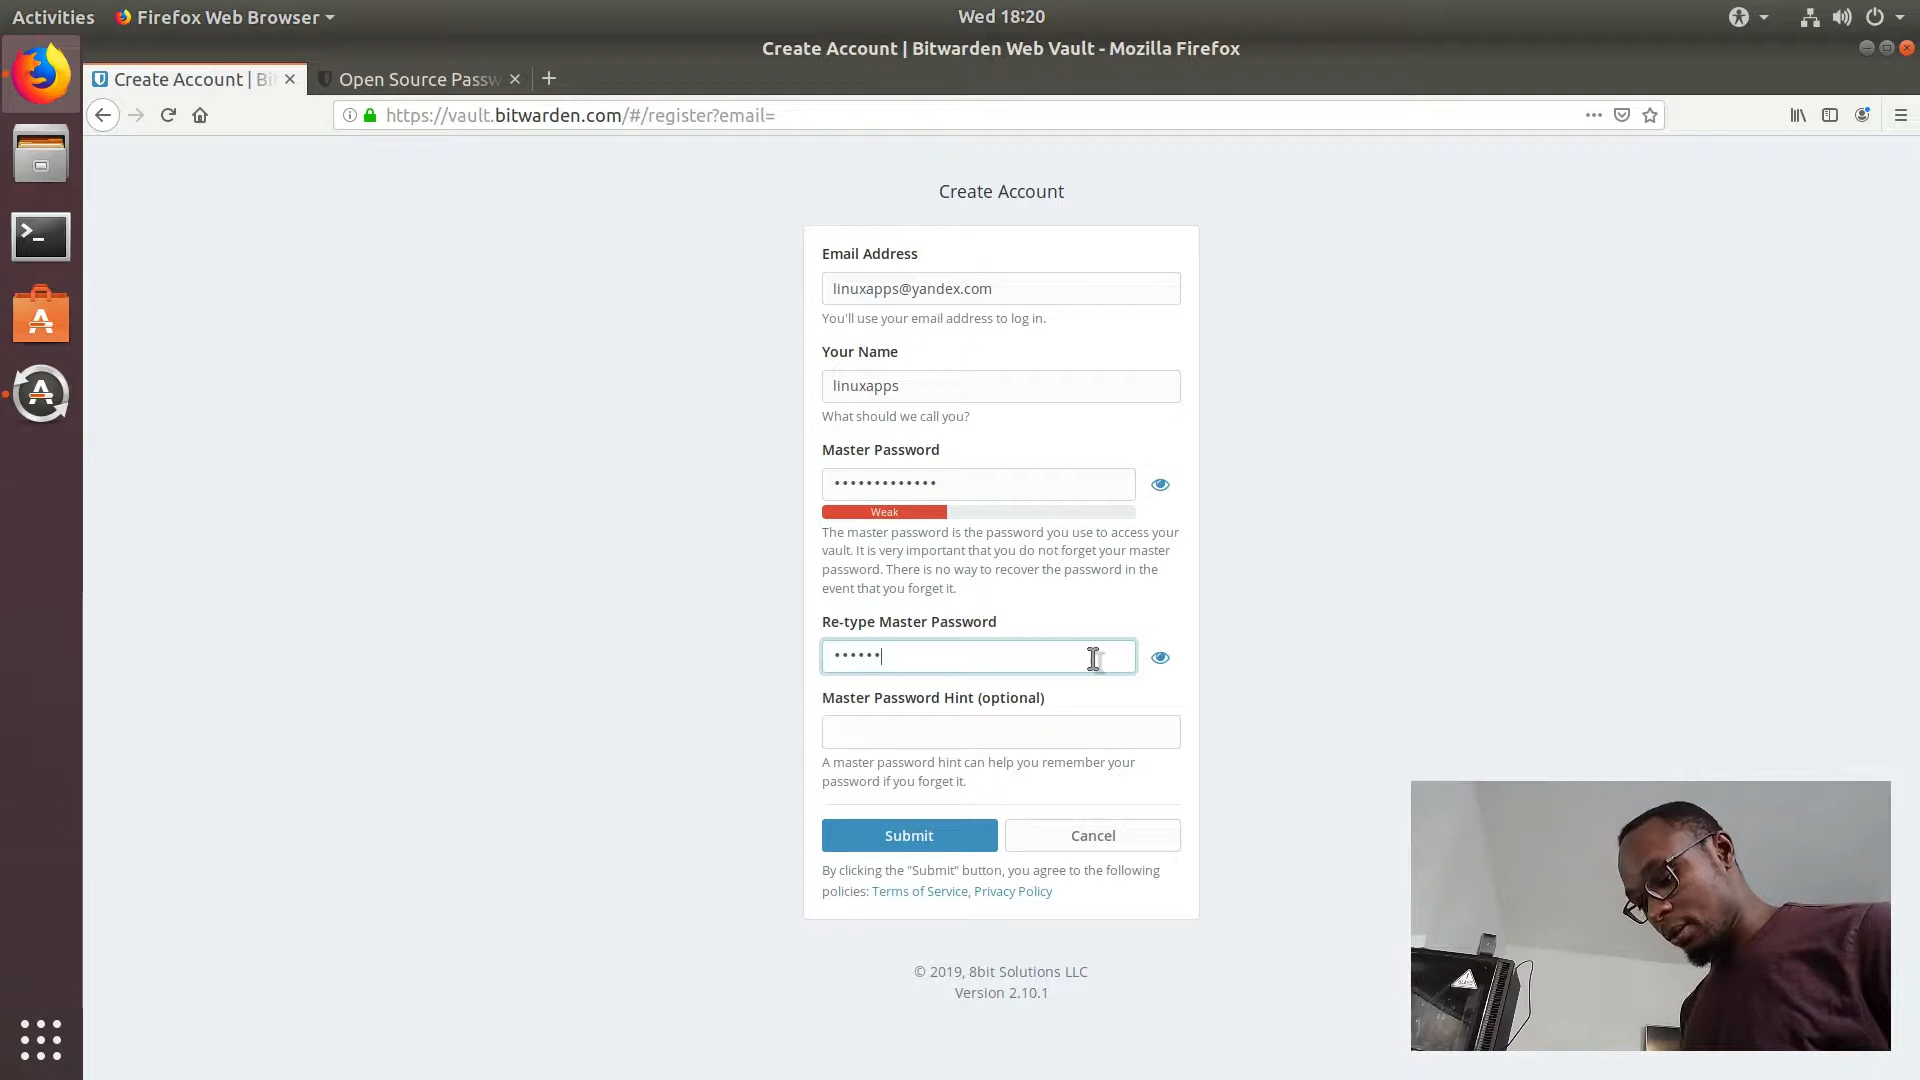 Activities
Firefox Web Browser
Wed 18:20
Create Account | Bitwarden Web Vault - Mozilla Firefox
Create Account | Bi
Open Source Passw
https://vault.bitwarden.com/#/register?email=
Create Account
Email Address
linuxapps@yandex.com
You'll use your email address to log in.
Your Name
linuxapps
What should we call you?
Master Password
•••••••••••••
Weak
The master password is the password you use to access your
vault. It is very important that you do not forget your master
password. There is no way to recover the password in the
event that you forget it.
Re-type Master Password
••••••
Master Password Hint (optional)
A master password hint can help you remember your
password if you forget it.
Submit
Cancel
By clicking the "Submit" button, you agree to the following
policies: Terms of Service, Privacy Policy
© 2019, 8bit Solutions LLC
Version 2.10.1